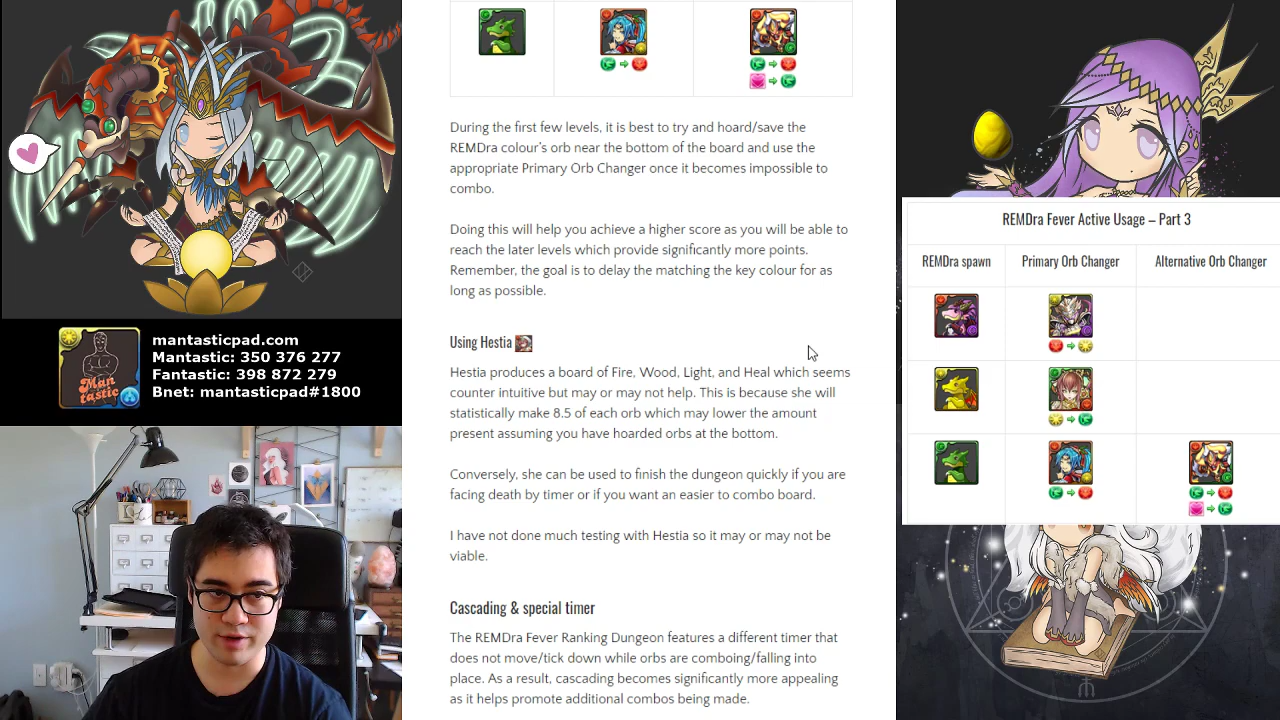 During the first few levels, it is best to try and hoard/save the
REMDra colour's orb near the bottom of the board and use the
appropriate Primary Orb Changer once it becomes impossible to
combo.
Doing this will help you achieve a higher score as you will be able to
reach the later levels which provide significantly more points.
Remember, the goal is to delay the matching the key colour for as
long as possible.
Using Hestia
Hestia produces a board of Fire, Wood, Light, and Heal which seems
counter intuitive but may or may not help. This is because she will
statistically make 8.5 of each orb which may lower the amount
present assuming you have hoarded orbs at the bottom.
Conversely, she can be used to finish the dungeon quickly if you are
facing death by timer or if you want an easier to combo board.
I have not done much testing with Hestia so it may or may not be
viable.
Cascading & special timer
The REMDra Fever Ranking Dungeon features a different timer that
does not move/tick down while orbs are comboing/falling into
place. As a result, cascading becomes significantly more appealing
as it helps promote additional combos being made.
Man
tastic
mantasticpad.com
Mantastic: 350 376 277
Fantastic: 398 872 279
Bnet: mantasticpad#1800
REMDra Fever Active Usage – Part 3
REMDra spawn Primary Orb Changer Alternative Orb Changer